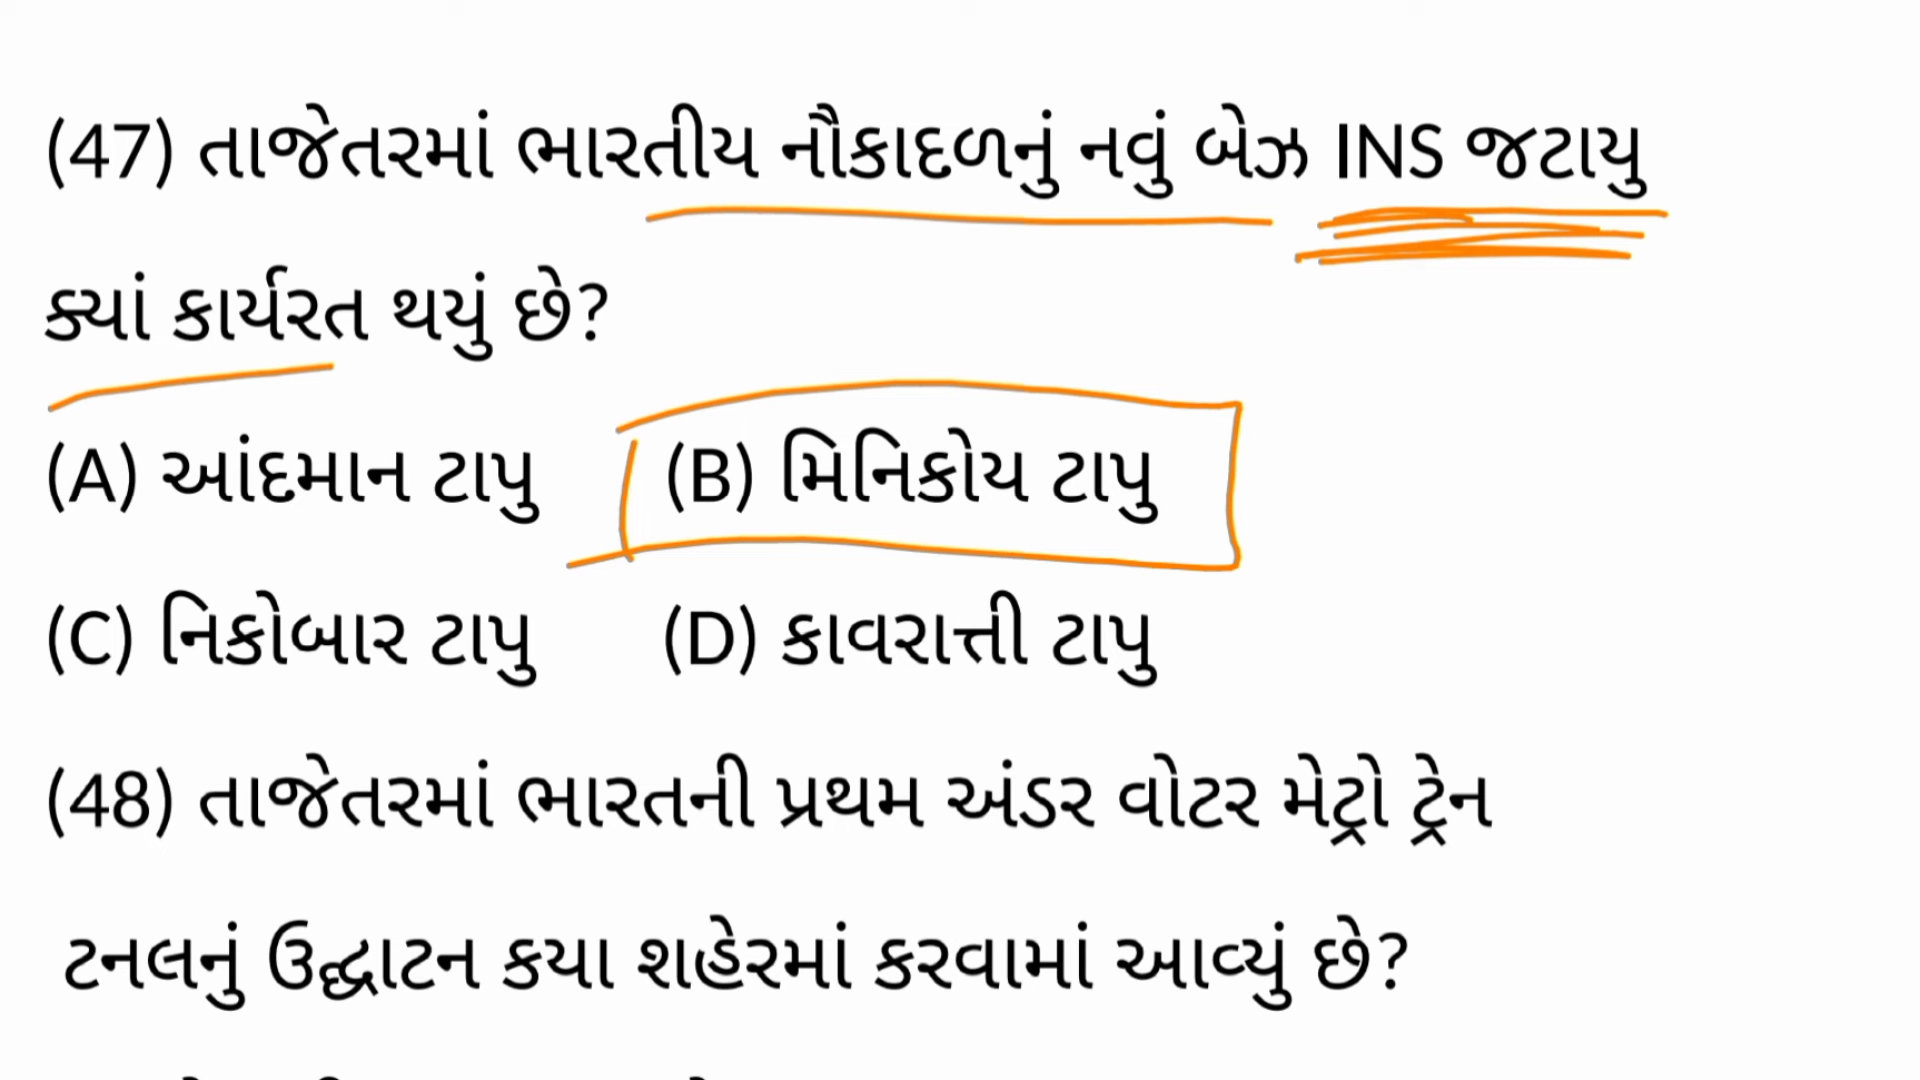 (47) તાજેતરમાં ભારતીય નૌકાદળનું નવું બેઝ INS જટાયુ
ક્યાં કાર્યરત થયું છે?
(A) આંદમાન ટાપુ (B) મિનિકોય ટાપુ
(C) નિકોબાર ટાપુ (D) કાવરાત્તી ટાપુ
(48) તાજેતરમાં ભારતની પ્રથમ અંડર વોટર મેટ્રો ટ્રેન
ટનલનું ઉદ્ઘાટન કયા શહેરમાં કરવામાં આવ્યું છે?